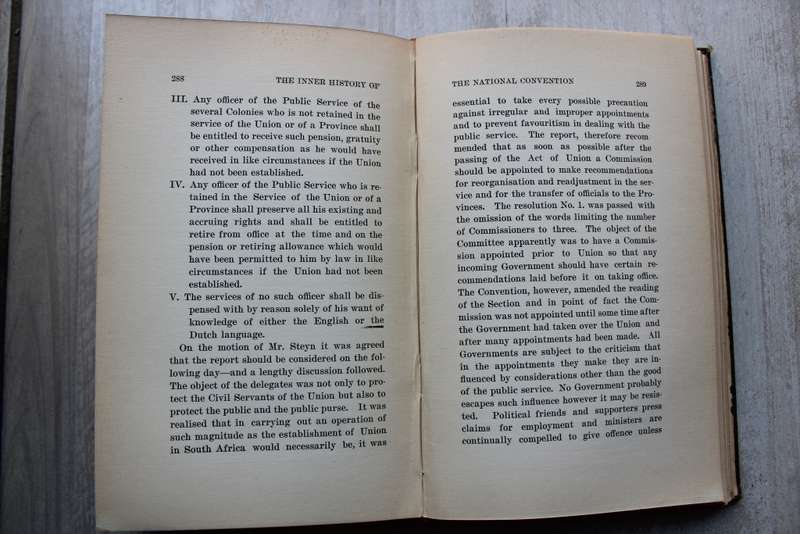 288 THE INNER HISTORY OF
III. Any officer of the Public Service of the
several Colonies who is not retained in the
service of the Union or of a Province shall
be entitled to receive such pension, gratuity
or other compensation as he would have
received in like circumstances if the Union
had not been established.
IV. Any officer of the Public Service who is re-
tained in the Service of the Union or of a
Province shall preserve all his existing and
accruing rights and shall be entitled to
retire from office at the time and on the
pension or retiring allowance which would
have been permitted to him by law in like
circumstances if the Union had not been
established.
V. The services of no such officer shall be dis-
pensed with by reason solely of his want of
knowledge of either the English or the
Dutch language.
On the motion of Mr. Steyn it was agreed
that the report should be considered on the fol-
lowing day—and a lengthy discussion followed.
The object of the delegates was not only to pro-
tect the Civil Servants of the Union but also to
protect the public and the public purse. It was
realised that in carrying out an operation of
such magnitude as the establishment of Union
in South Africa would necessarily be, it was
THE NATIONAL CONVENTION 289
essential to take every possible precaution
against irregular and improper appointments
and to prevent favouritism in dealing with the
public service. The report, therefore recom
mended that as soon as possible after the
passing of the Act of Union a Commission
should be appointed to make recommendations
for reorganisation and readjustment in the ser-
vice and for the transfer of officials to the Pro-
vinces. The resolution No. 1. was passed with
the omission of the words limiting the number
of Commissioners to three. The object of the
Committee apparently was to have a Commis-
sion appointed prior to Union so that any
incoming Government should have certain re-
commendations laid before it on taking office.
The Convention, however, amended the reading
of the Section and in point of fact the Com-
mission was not appointed until some time after
the Government had taken over the Union and
after many appointments had been made. All
Governments are subject to the criticism that
in the appointments they make they are in-
fluenced by considerations other than the good
of the public service. No Government probably
escapes such influence however it may be resis-
ted. Political friends and supporters press
claims for employment and ministers are
continually compelled to give offence unless